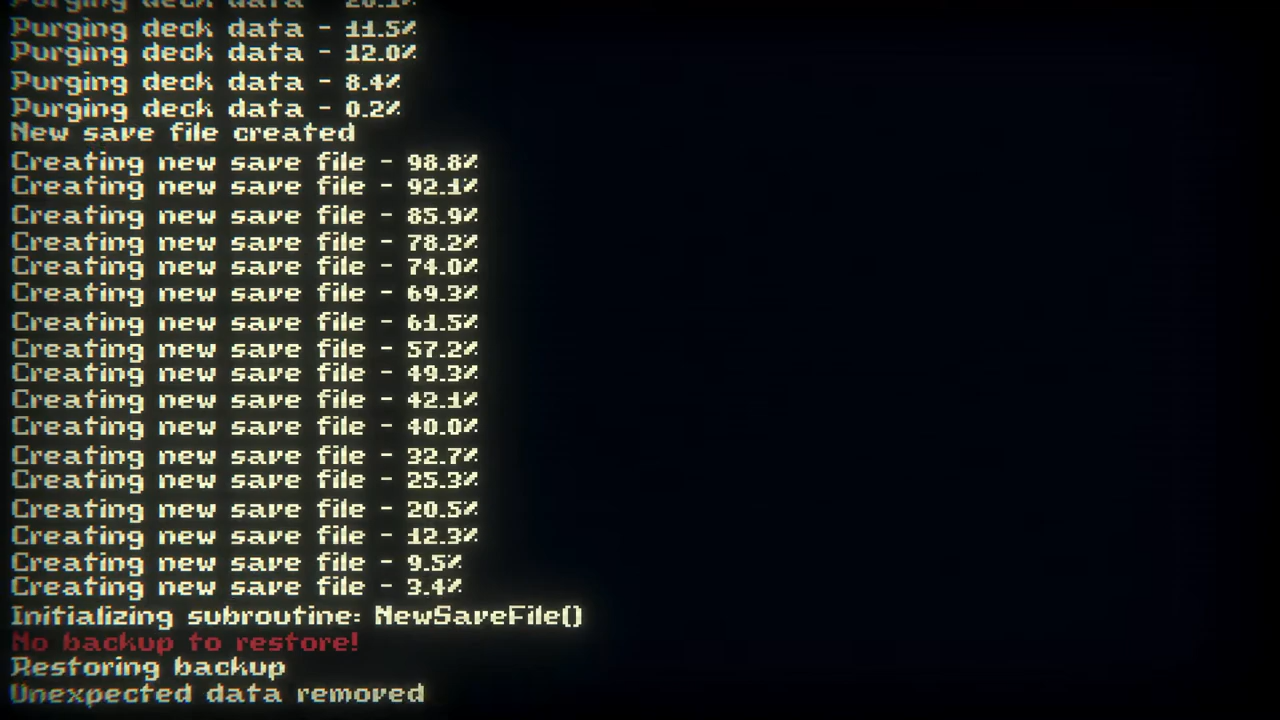 Purging deck data - 20.1%
Purging deck data - 11.5%
Purging deck data - 12.0%
Purging deck data - 8.4%
Purging deck data - 0.2%
New save file created
Creating new save file - 98.8%
Creating new save file - 92.1%
Creating new save file - 85.9%
Creating new save file - 78.2%
Creating new save file - 74.0%
Creating new save file - 69.3%
Creating new save file - 61.5%
Creating new save file - 57.2%
Creating new save file - 49.3%
Creating new save file - 42.1%
Creating new save file - 40.0%
Creating new save file - 32.7%
Creating new save file - 25.3%
Creating new save file - 20.5%
Creating new save file - 12.3%
Creating new save file - 9.5%
Creating new save file - 3.4%
Initializing subroutine: NewSaveFile()
No backup to restore!
Restoring backup
Unexpected data removed